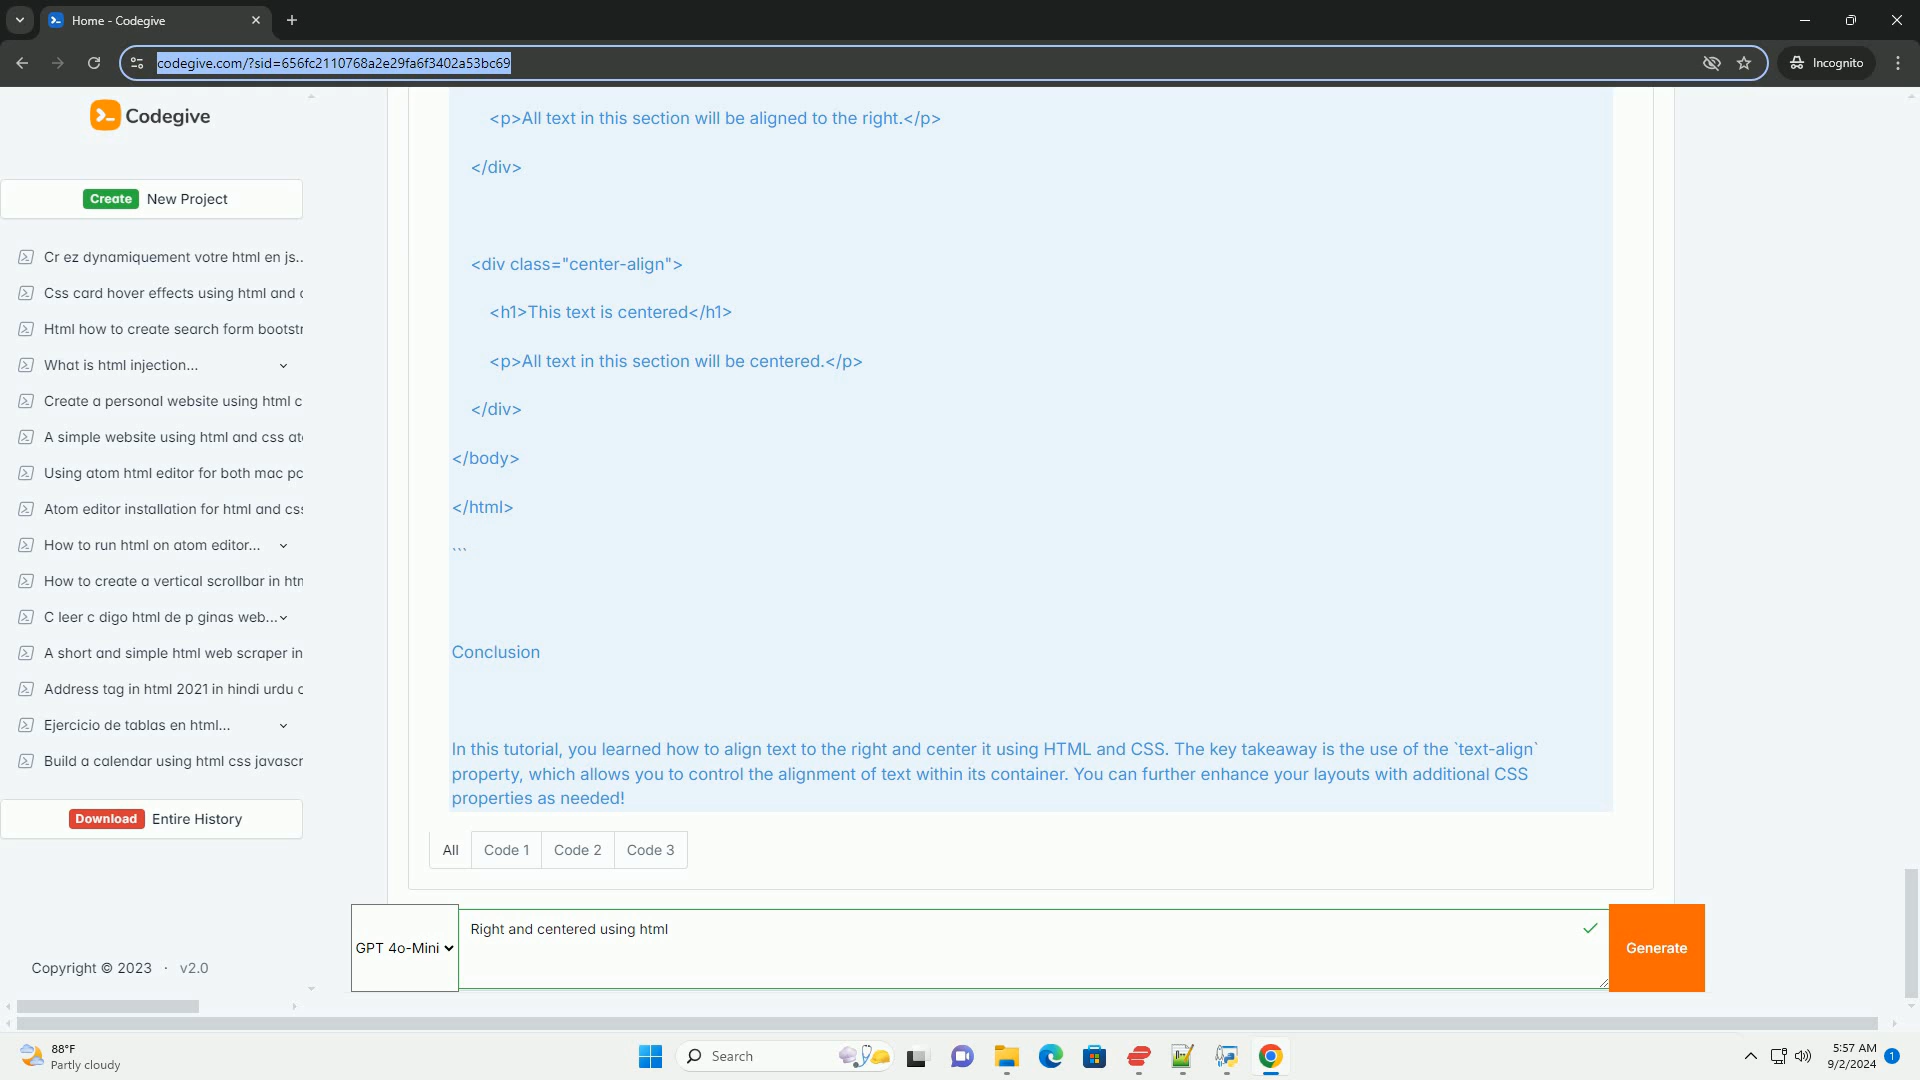 Home - Codegive
codegive.com/?sid=656fc2110768a2e29fa6f3402a53bc69
Incognito
Codegive
Create New Project
Cr ez dynamiquement votre html en js..
Css card hover effects using html and c
Html how to create search form bootstr
What is html injection...
Create a personal website using html c
A simple website using html and css ato
Using atom html editor for both mac pc
Atom editor installation for html and css
How to run html on atom editor...
How to create a vertical scrollbar in htm
C leer c digo html de p ginas web...
A short and simple html web scraper in
Address tag in html 2021 in hindi urdu c
Ejercicio de tablas en html...
Build a calendar using html css javascr
Download Entire History
Copyright © 2023 · v2.0
<p>All text in this section will be aligned to the right.</p>
</div>
<div class="center-align">
<h1>This text is centered</h1>
<p>All text in this section will be centered.</p>
</div>
</body>
</html>
```
Conclusion
In this tutorial, you learned how to align text to the right and center it using HTML and CSS. The key takeaway is the use of the `text-align`
property, which allows you to control the alignment of text within its container. You can further enhance your layouts with additional CSS
properties as needed!
All Code 1 Code 2 Code 3
GPT 4o-Mini
Right and centered using html
Generate
88°F
Partly cloudy
Search
5:57 AM
9/2/2024
1